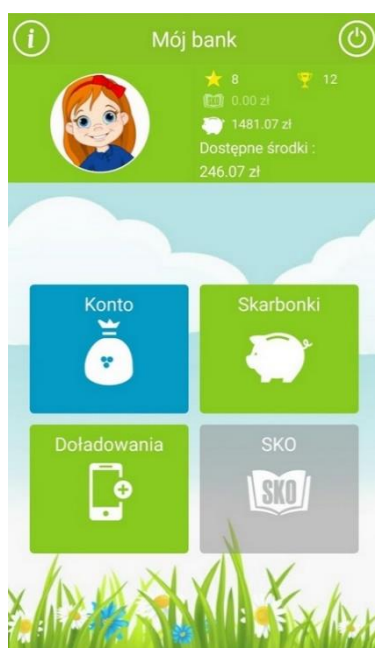 i Mój bank
8 12
0.00 zł
1481.07 zł
Dostępne środki :
246.07 zł
Konto Skarbonki
Doładowania SKO
SKO